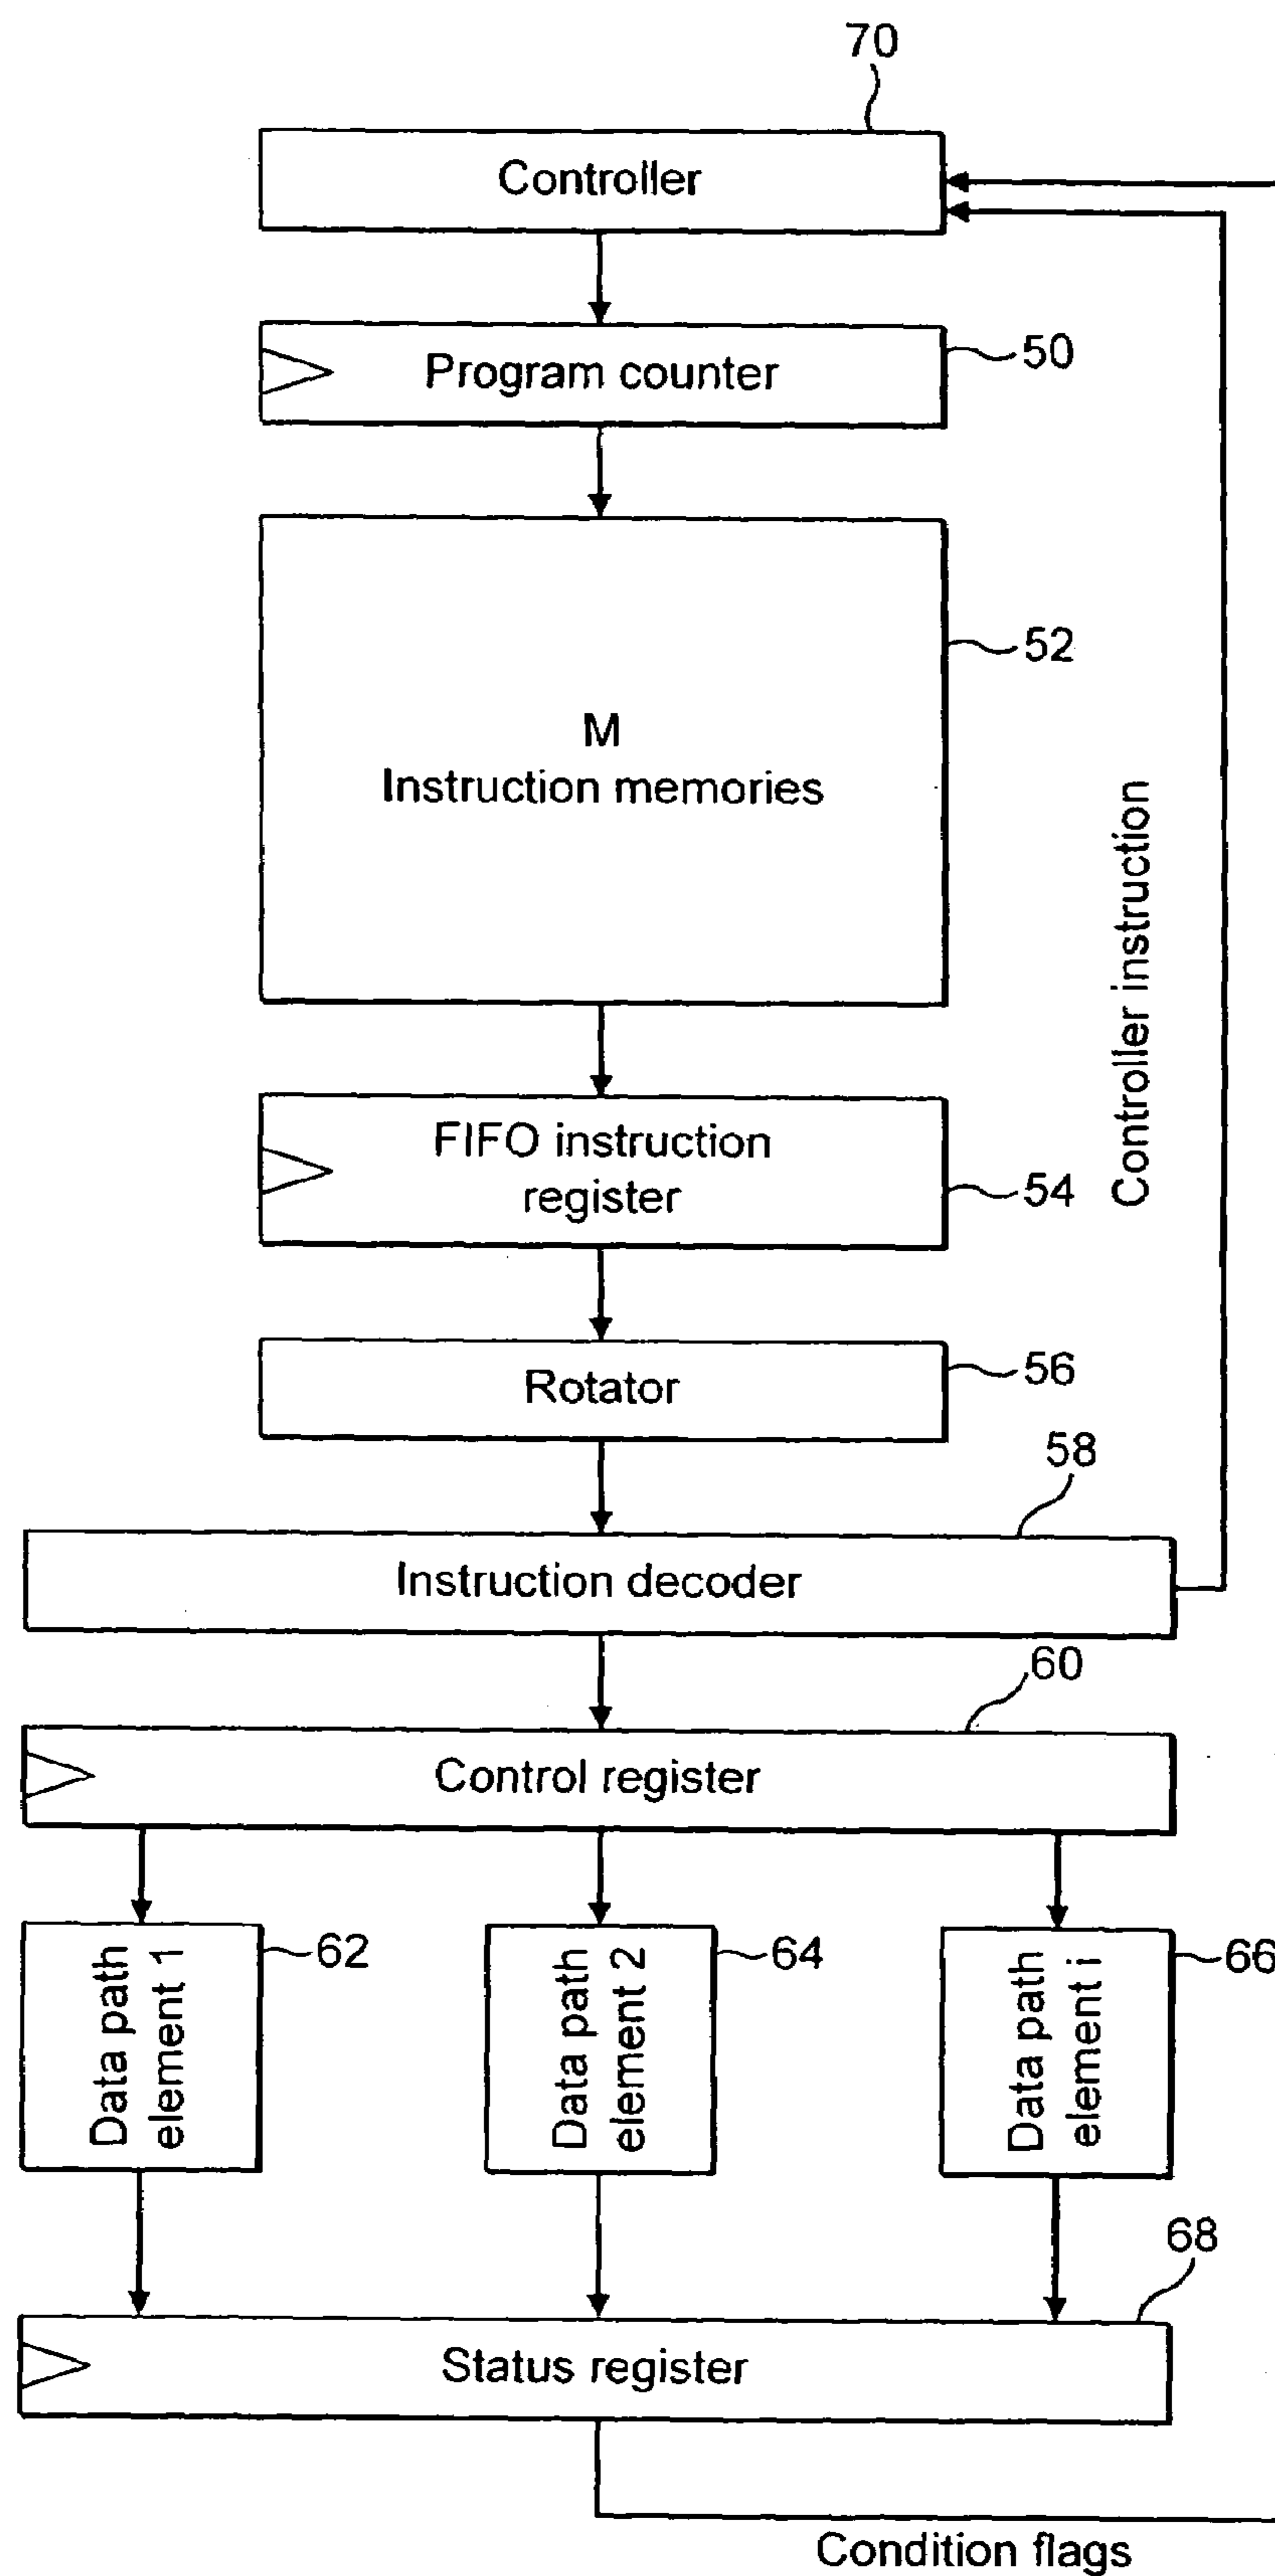 70
Controller
Program counter
50
52
M
Instruction memories
Controller instruction
FIFO instruction
register
54
Rotator
56
58
Instruction decoder
60
Control register
Data path
element 1
62
Data path
element 2
64
Data path
element i
66
68
Status register
Condition flags